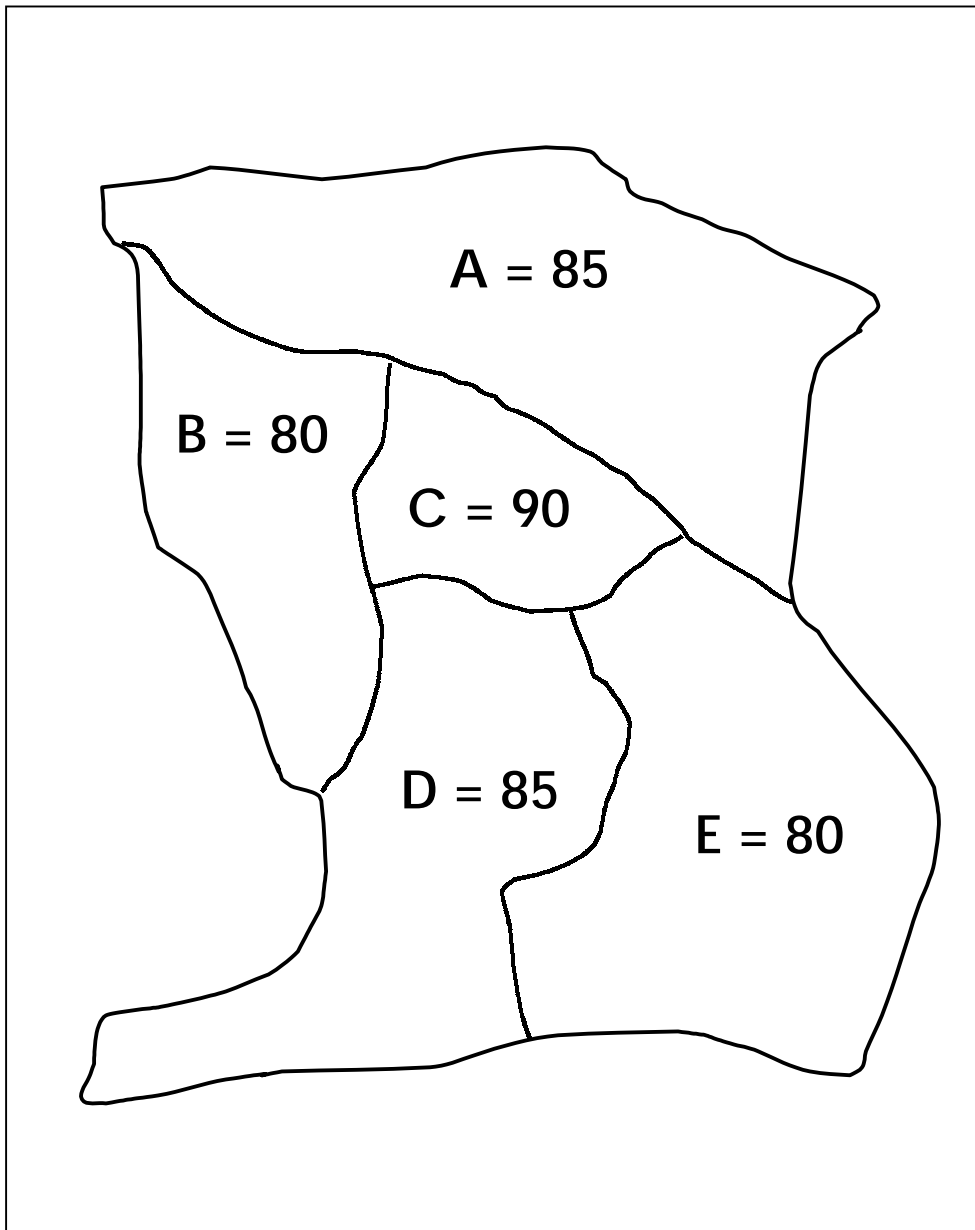 A = 85
B = 80
C = 90
D = 85
E = 80